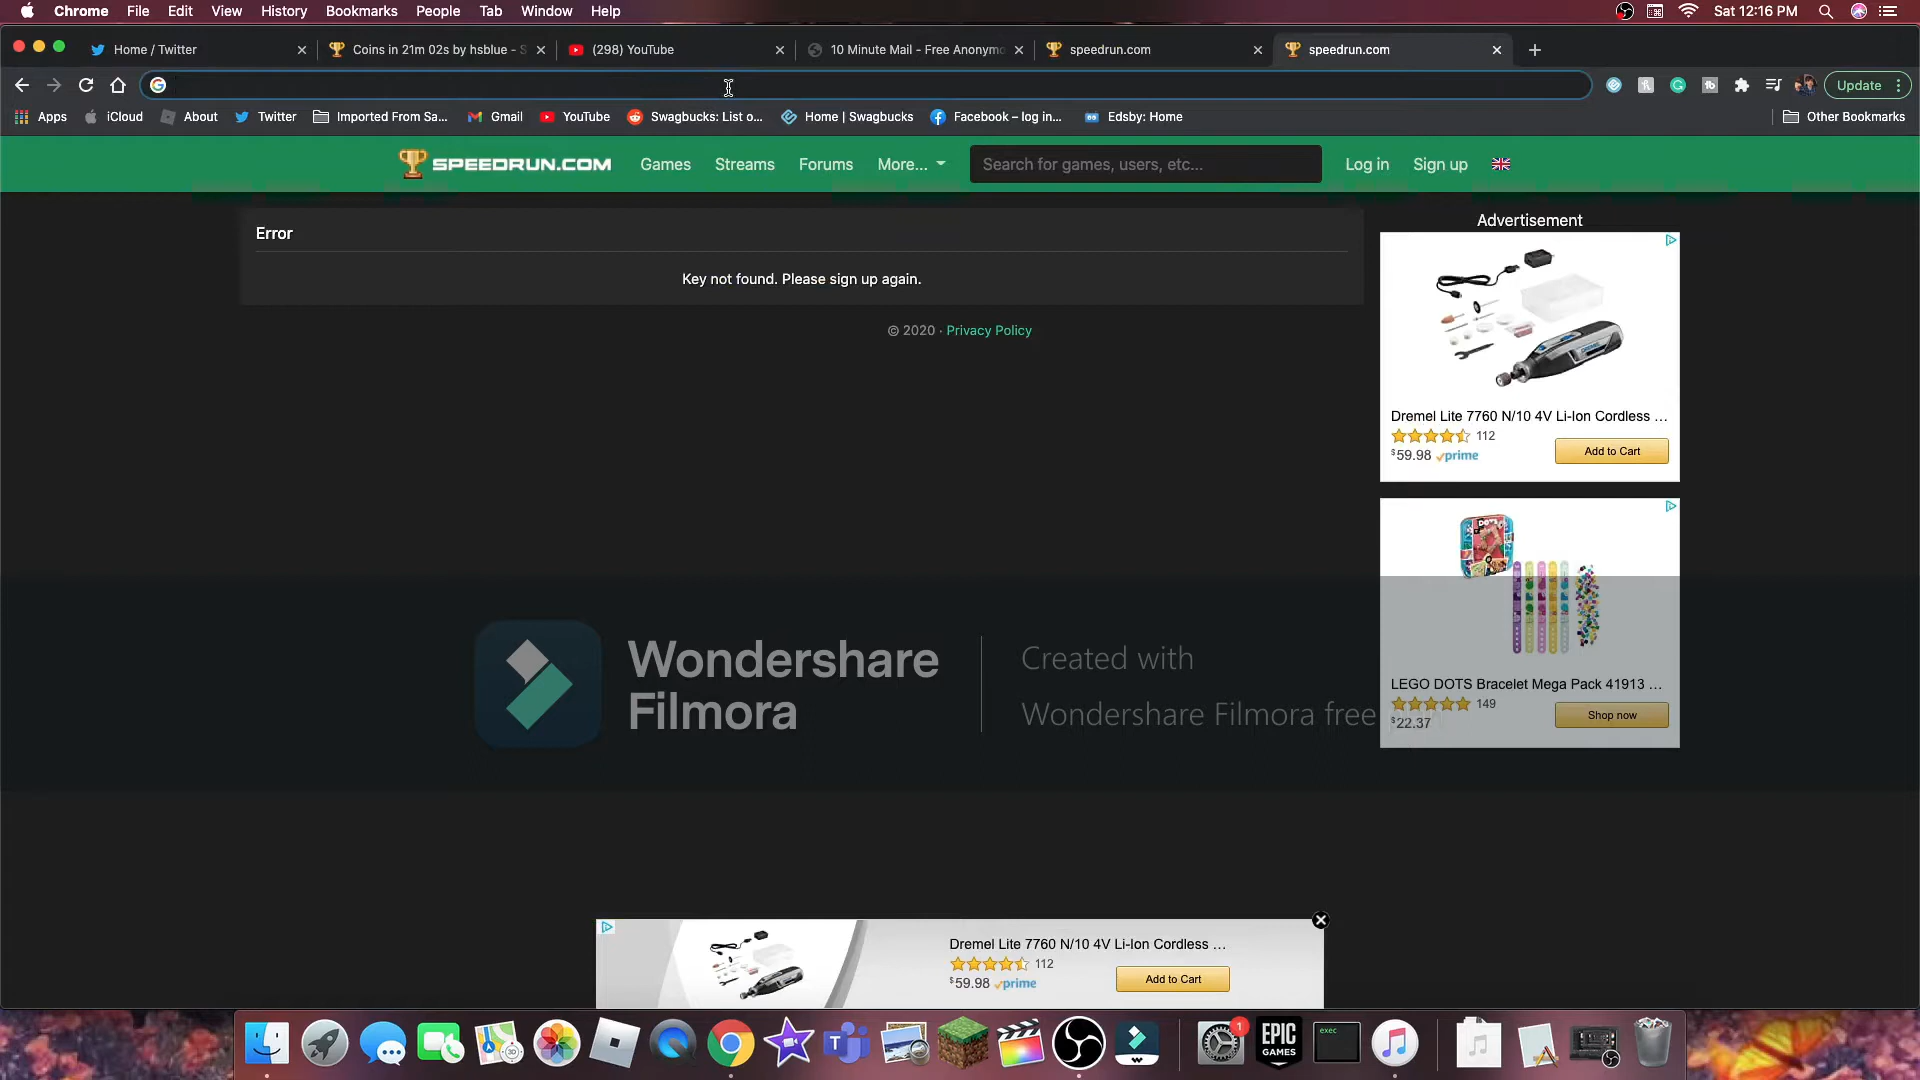 Chrome File Edit View History Bookmarks People Tab Window Help Sat 12:16 PM
Home / Twitter Coins in 21m 02s by hsblue - S (298) YouTube 10 Minute Mail - Free Anonymo speedrun.com speedrun.com
Update
Apps iCloud About Twitter Imported From Sa... Gmail YouTube Swagbucks: List o... Home | Swagbucks Facebook – log in... Edsby: Home Other Bookmarks
SPEEDRUN.COM Games Streams Forums More... Search for games, users, etc... Log in Sign up
Error
Key not found. Please sign up again.
© 2020 · Privacy Policy
Advertisement
Dremel Lite 7760 N/10 4V Li-Ion Cordless ...
112
$59.98 prime Add to Cart
LEGO DOTS Bracelet Mega Pack 41913 ...
149
$22.37 Shop now
Wondershare
Filmora
Created with
Wondershare Filmora free
Dremel Lite 7760 N/10 4V Li-Ion Cordless ...
112
$59.98 prime Add to Cart
1
EPIC
GAMES
exec